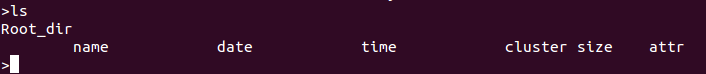 >ls
Root_dir
name date time cluster size attr
>